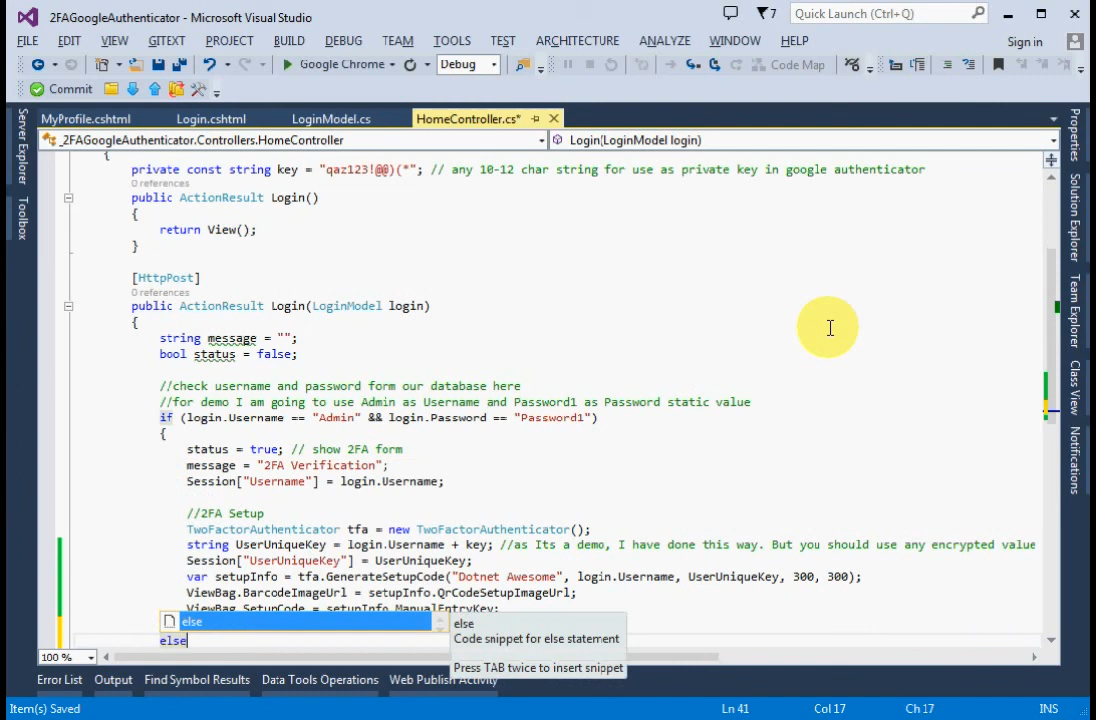 2FAGoogleAuthenticator - Microsoft Visual Studio
7
Quick Launch (Ctrl+Q)
FILE EDIT VIEW GITEXT PROJECT BUILD DEBUG TEAM TOOLS TEST ARCHITECTURE ANALYZE WINDOW HELP Sign in
Google Chrome Debug Code Map
Commit
MyProfile.cshtml Login.cshtml LoginModel.cs HomeController.cs*
_2FAGoogleAuthenticator.Controllers.HomeController Login(LoginModel login)
{
private const string key = "qaz123!@@)(*"; // any 10-12 char string for use as private key in google authenticator
0 references
public ActionResult Login()
{
return View();
}
[HttpPost]
0 references
public ActionResult Login(LoginModel login)
{
string message = "";
bool status = false;
//check username and password form our database here
//for demo I am going to use Admin as Username and Password1 as Password static value
if (login.Username == "Admin" && login.Password == "Password1")
{
status = true; // show 2FA form
message = "2FA Verification";
Session["Username"] = login.Username;
//2FA Setup
TwoFactorAuthenticator tfa = new TwoFactorAuthenticator();
string UserUniqueKey = login.Username + key; //as Its a demo, I have done this way. But you should use any encrypted value
Session["UserUniqueKey"] = UserUniqueKey;
var setupInfo = tfa.GenerateSetupCode("Dotnet Awesome", login.Username, UserUniqueKey, 300, 300);
ViewBag.BarcodeImageUrl = setupInfo.QrCodeSetupImageUrl;
ViewBag.SetupCode = setupInfo.ManualEntryKey;
else
else
else
Code snippet for else statement
Press TAB twice to insert snippet
100 %
Error List Output Find Symbol Results Data Tools Operations Web Publish Activity
Item(s) Saved Ln 41 Col 17 Ch 17 INS
Server Explorer
Toolbox
Properties
Solution Explorer
Team Explorer
Class View
Notifications